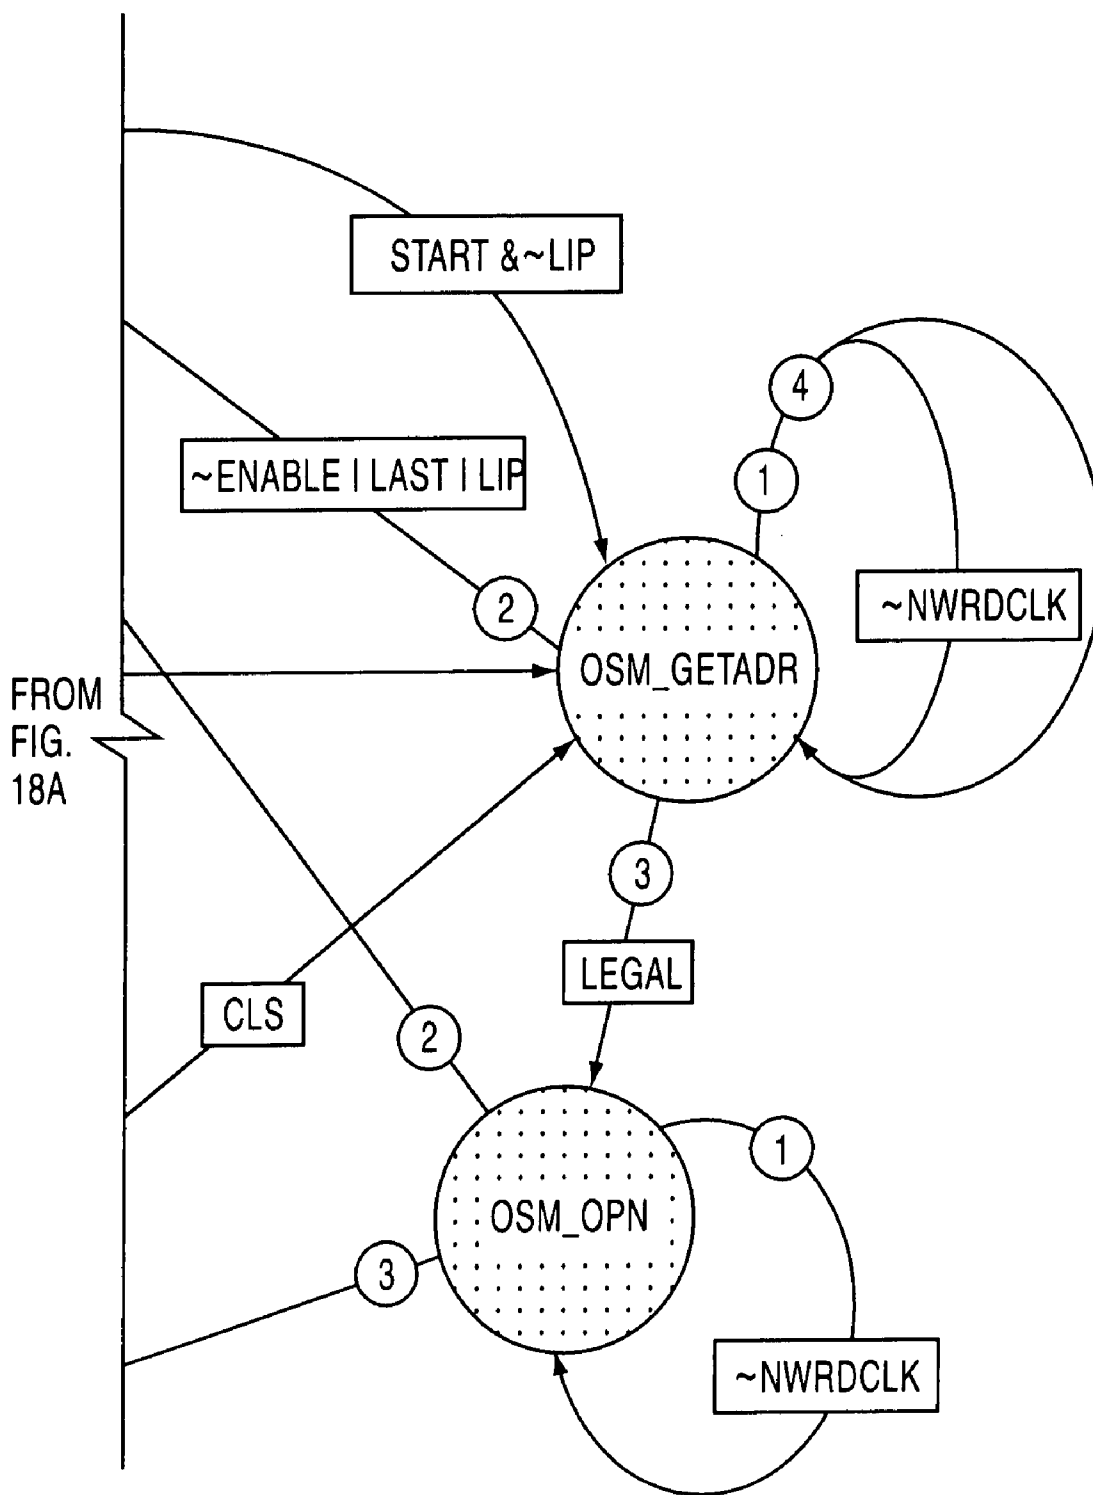 START &~LIP
4
~ENABLE | LAST | LIP
1
2
~NWRDCLK
OSM_GETADR
FROM
FIG.
18A
3
LEGAL
CLS
2
1
OSM_OPN
3
~NWRDCLK